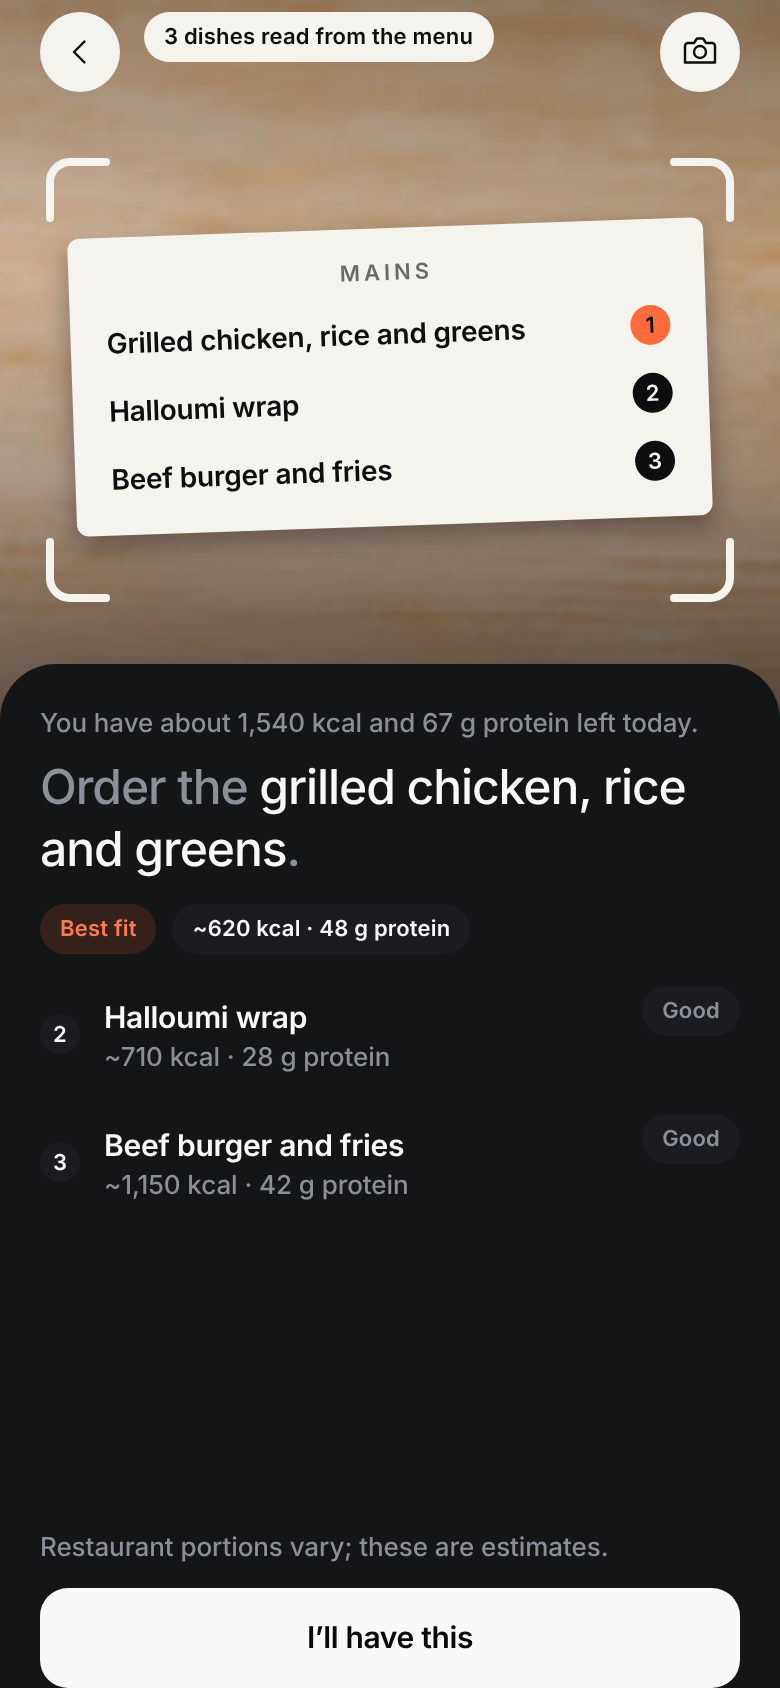 3 dishes read from the menu
MAINS
Grilled chicken, rice and greens 1
Halloumi wrap 2
Beef burger and fries 3
You have about 1,540 kcal and 67 g protein left today.
Order the grilled chicken, rice
and greens.
Best fit ~620 kcal · 48 g protein
2 Halloumi wrap Good
~710 kcal · 28 g protein
3 Beef burger and fries Good
~1,150 kcal · 42 g protein
Restaurant portions vary; these are estimates.
I’ll have this